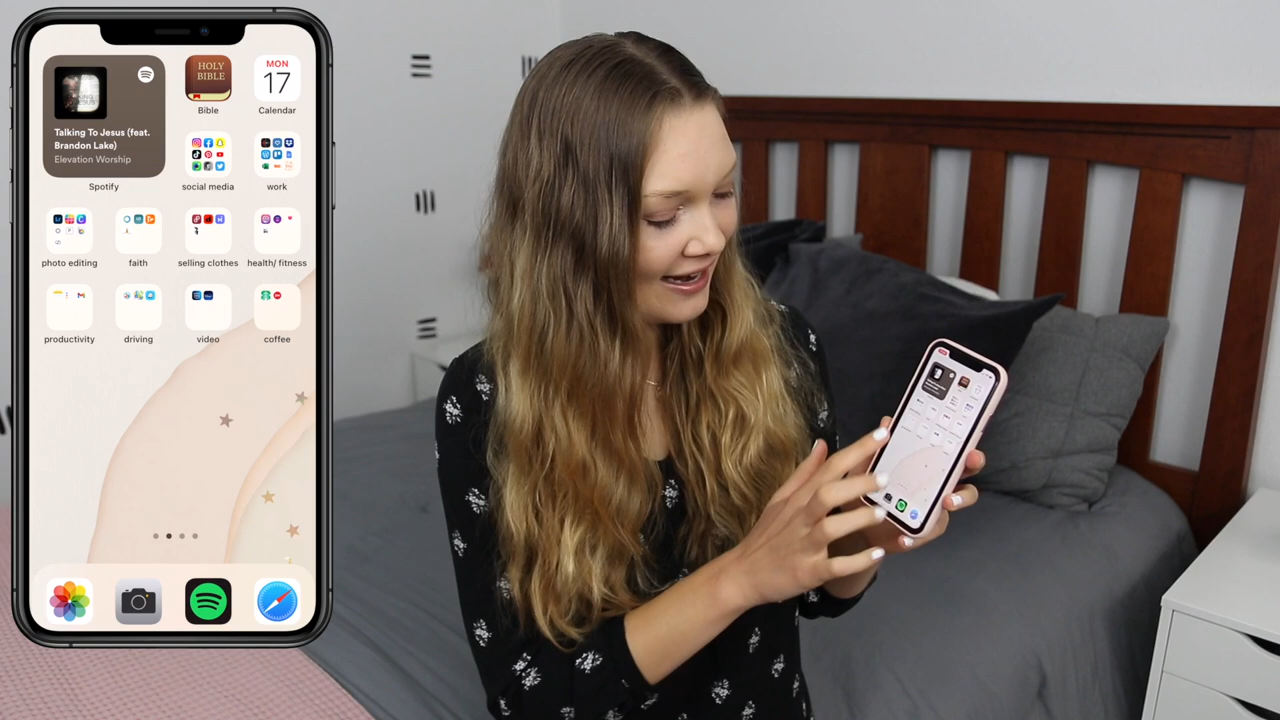 Talking To Jesus (feat.
Brandon Lake)
Elevation Worship
Spotify
HOLY
BIBLE
Bible
MON
17
Calendar
social media
work
photo editing
faith
selling clothes
health/ fitness
productivity
driving
video
coffee